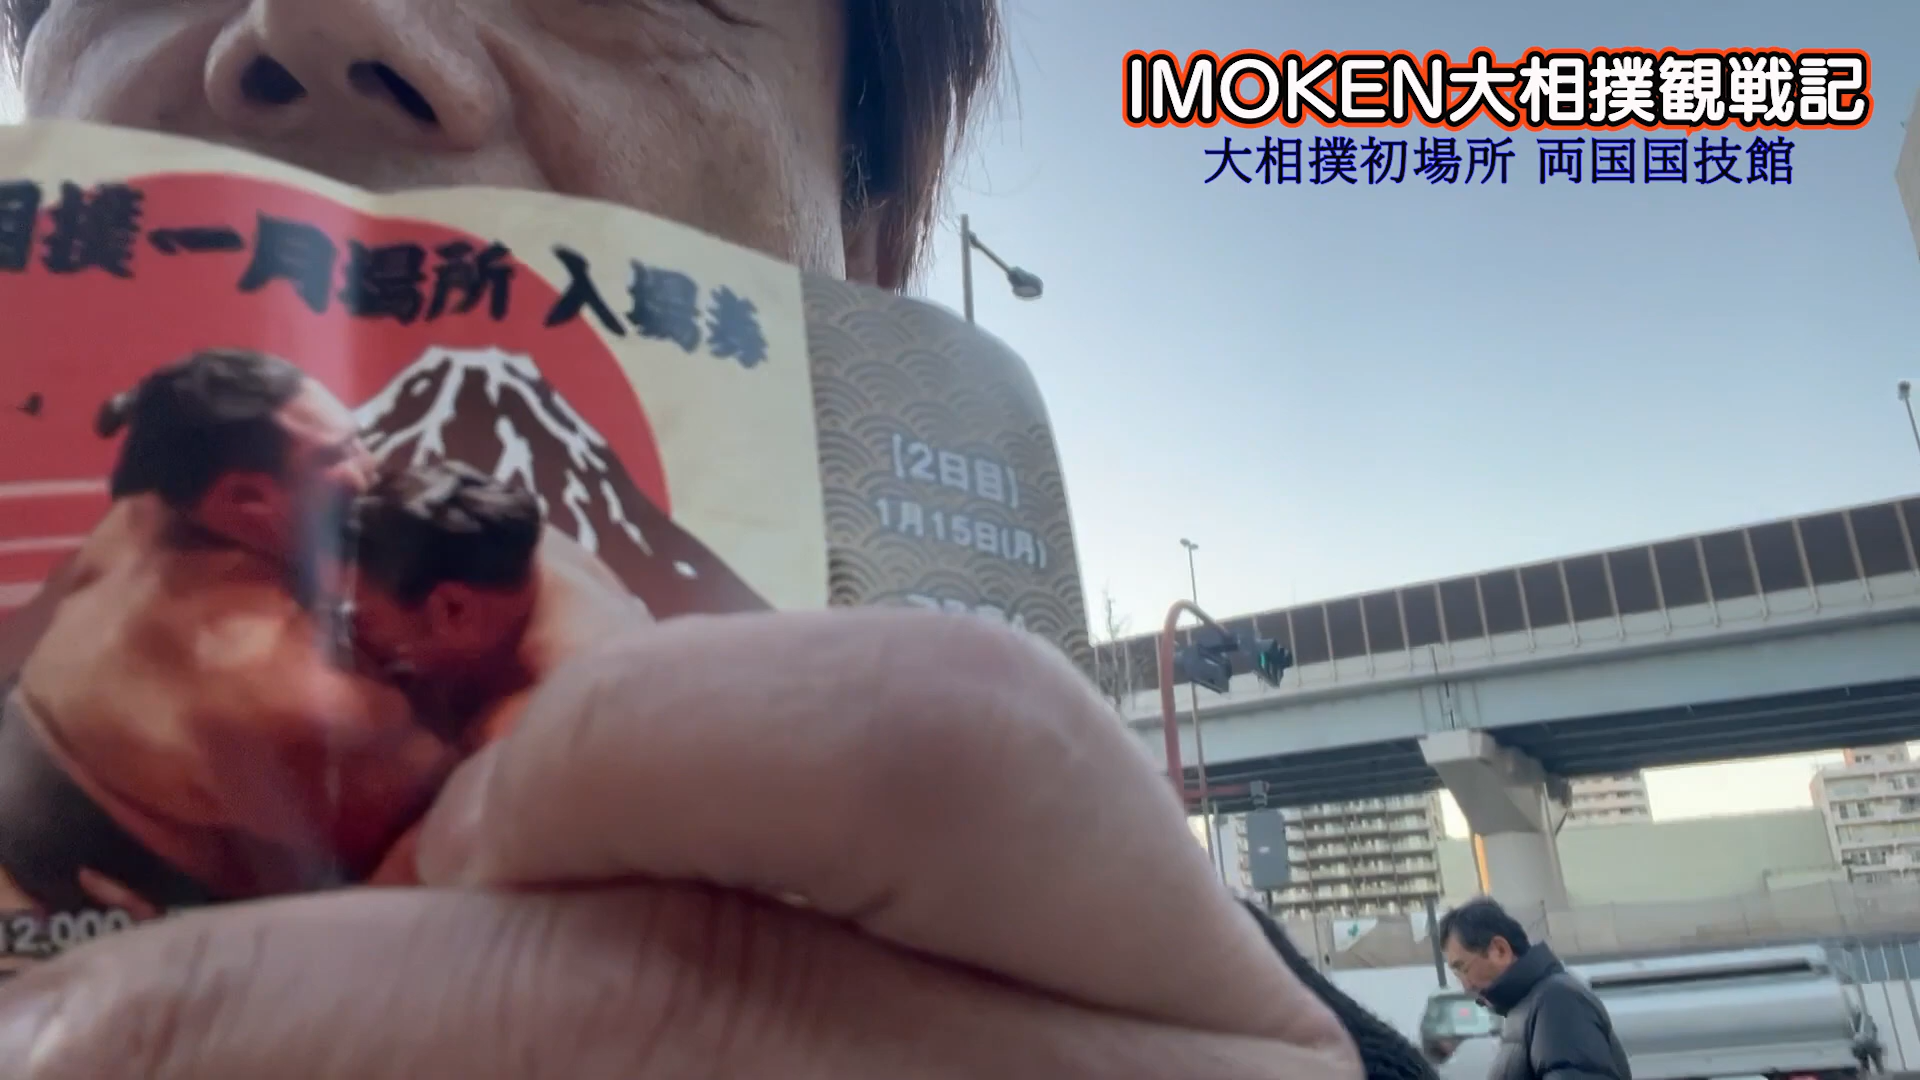 IMOKEN大相撲観戦記
大相撲初場所 両国国技館
相撲一月場所 入場券
[2日目]
1月15日(月)
12,000